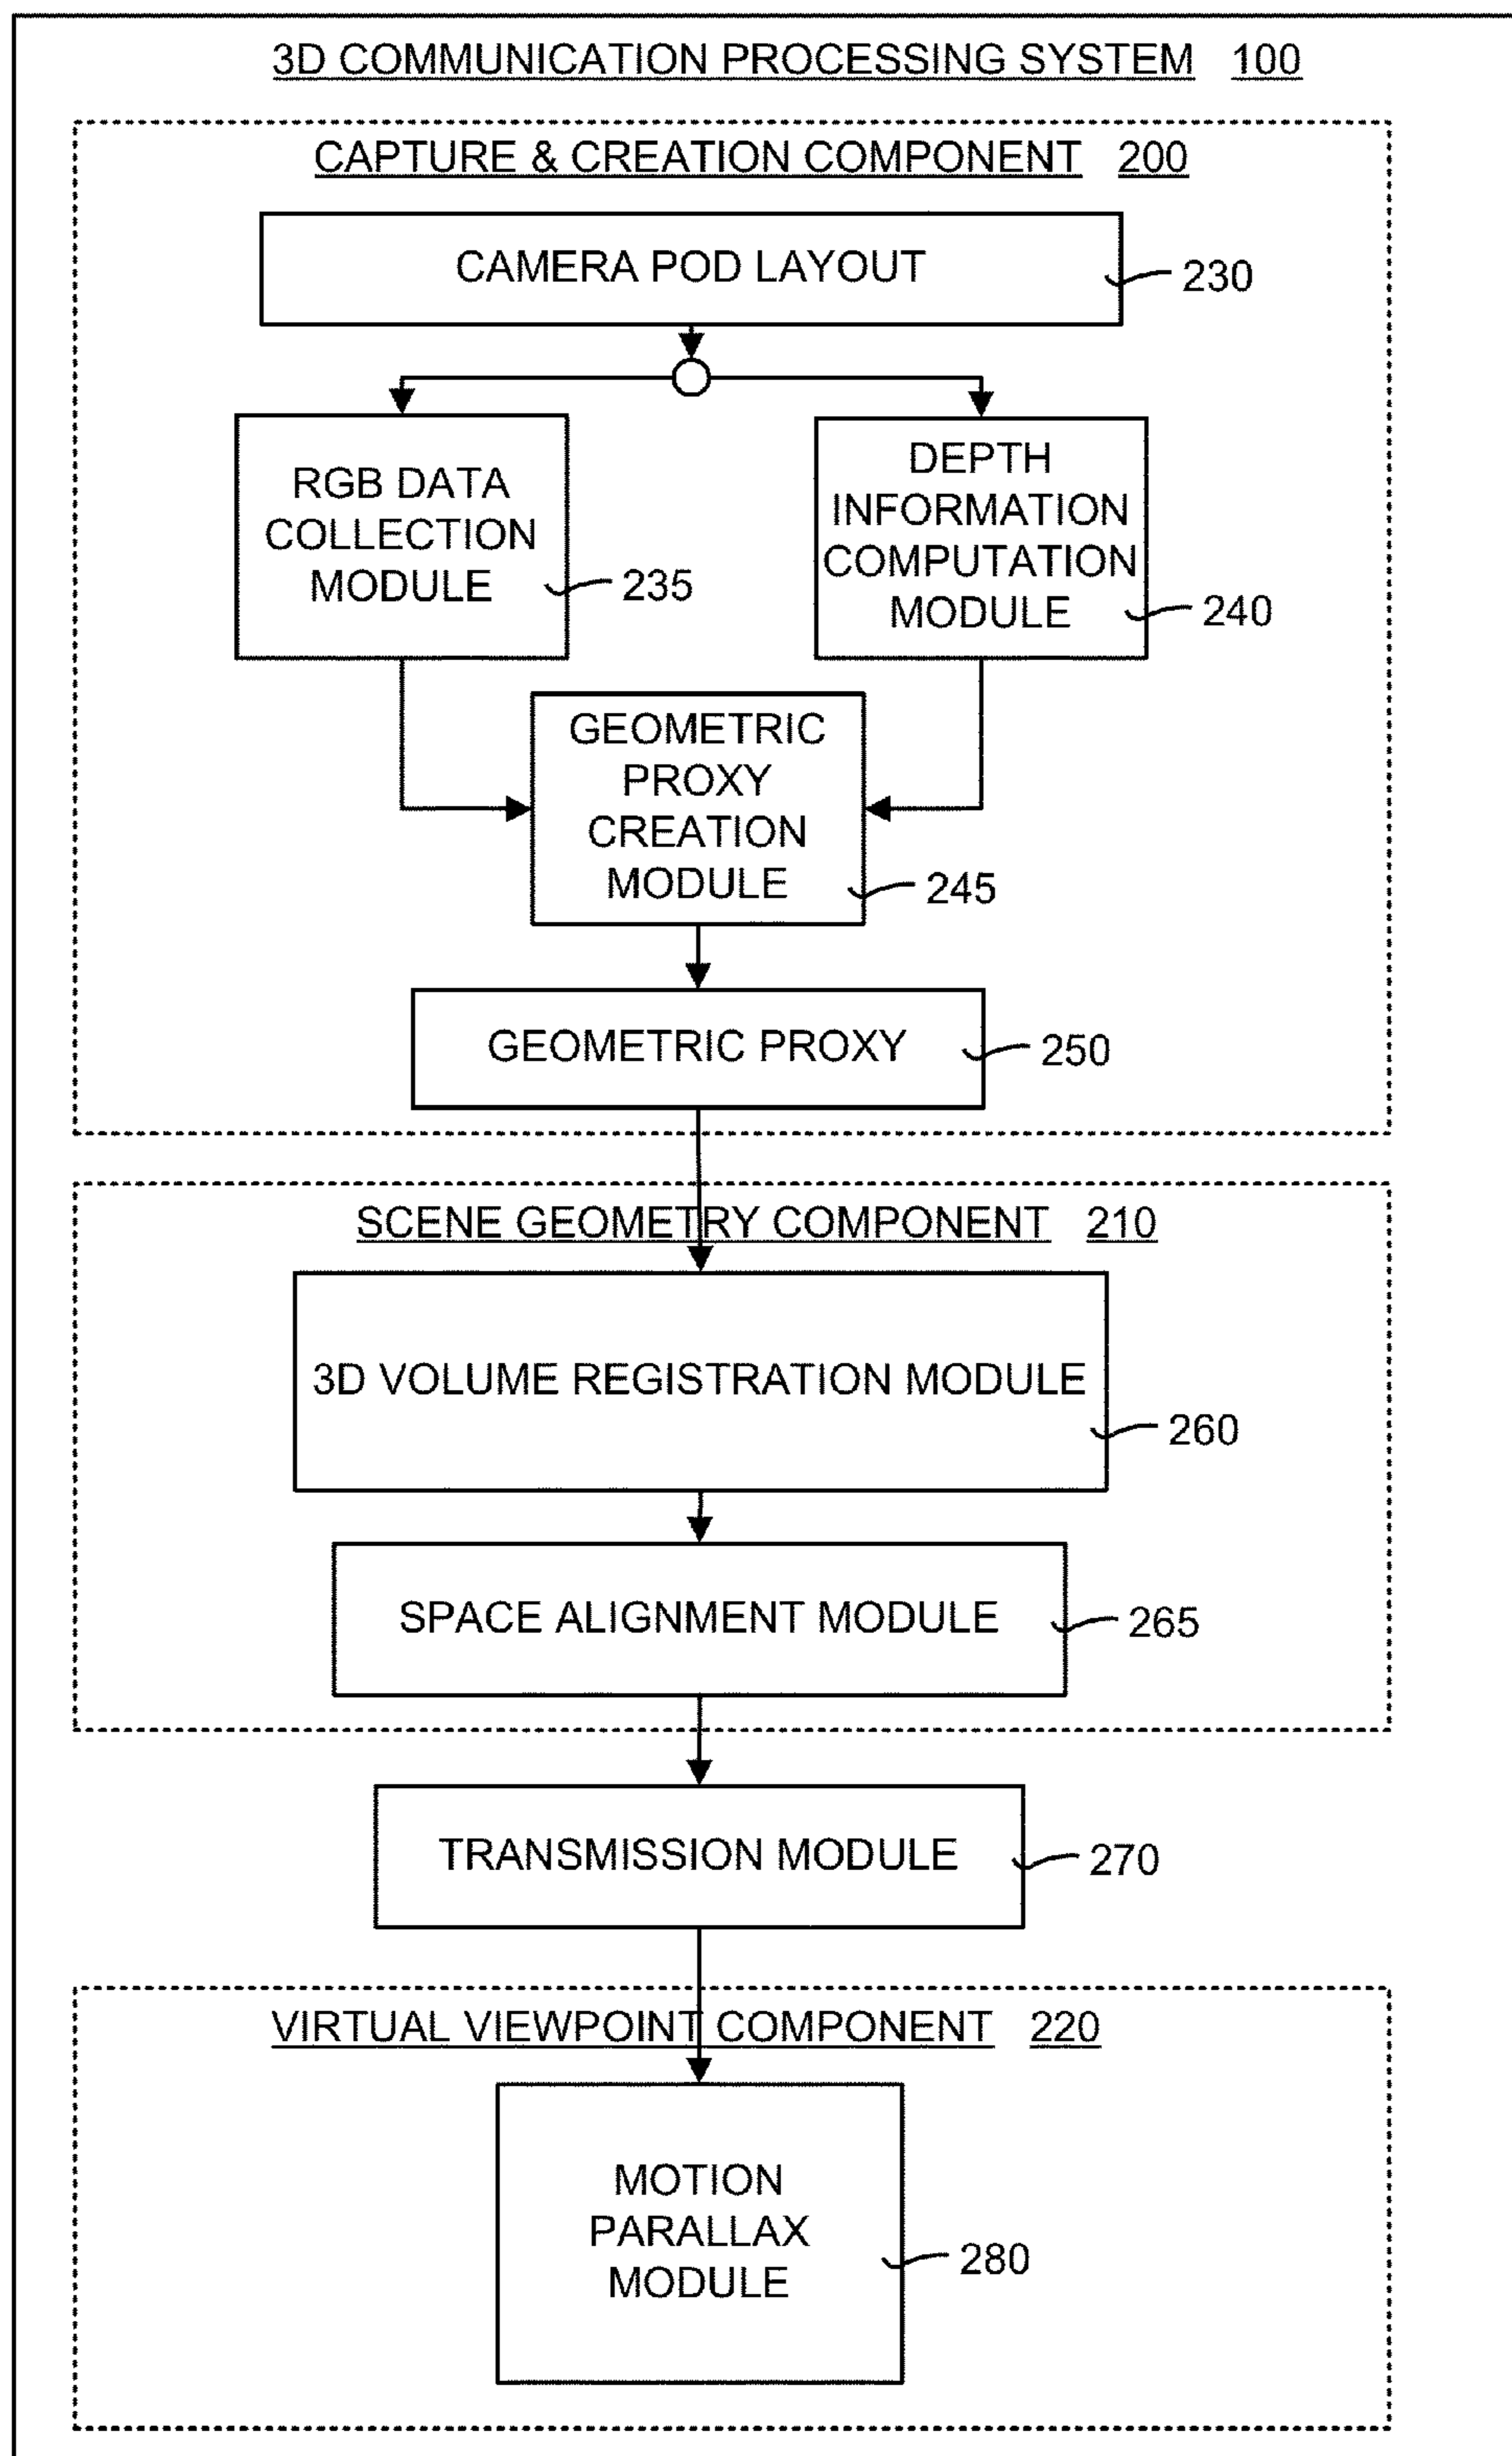 3D COMMUNICATION PROCESSING SYSTEM 100
CAPTURE & CREATION COMPONENT 200
CAMERA POD LAYOUT
230
RGB DATA
COLLECTION
MODULE
235
DEPTH
INFORMATION
COMPUTATION
MODULE
240
GEOMETRIC
PROXY
CREATION
MODULE
245
GEOMETRIC PROXY
250
SCENE GEOMETRY COMPONENT 210
3D VOLUME REGISTRATION MODULE
260
SPACE ALIGNMENT MODULE
265
TRANSMISSION MODULE
270
VIRTUAL VIEWPOINT COMPONENT 220
MOTION
PARALLAX
MODULE
280